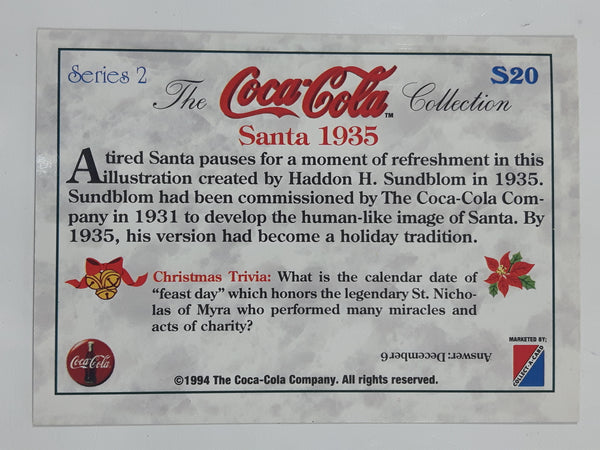 Series 2
S20
The Coca-Cola™ Collection
Santa 1935
A tired Santa pauses for a moment of refreshment in this
illustration created by Haddon H. Sundblom in 1935.
Sundblom had been commissioned by The Coca-Cola Com-
pany in 1931 to develop the human-like image of Santa. By
1935, his version had become a holiday tradition.
Christmas Trivia: What is the calendar date of
"feast day" which honors the legendary St. Nicho-
las of Myra who performed many miracles and
acts of charity?
Answer: December 6
MARKETED BY:
COLLECT-A-CARD
Coca-Cola
©1994 The Coca-Cola Company. All rights reserved.